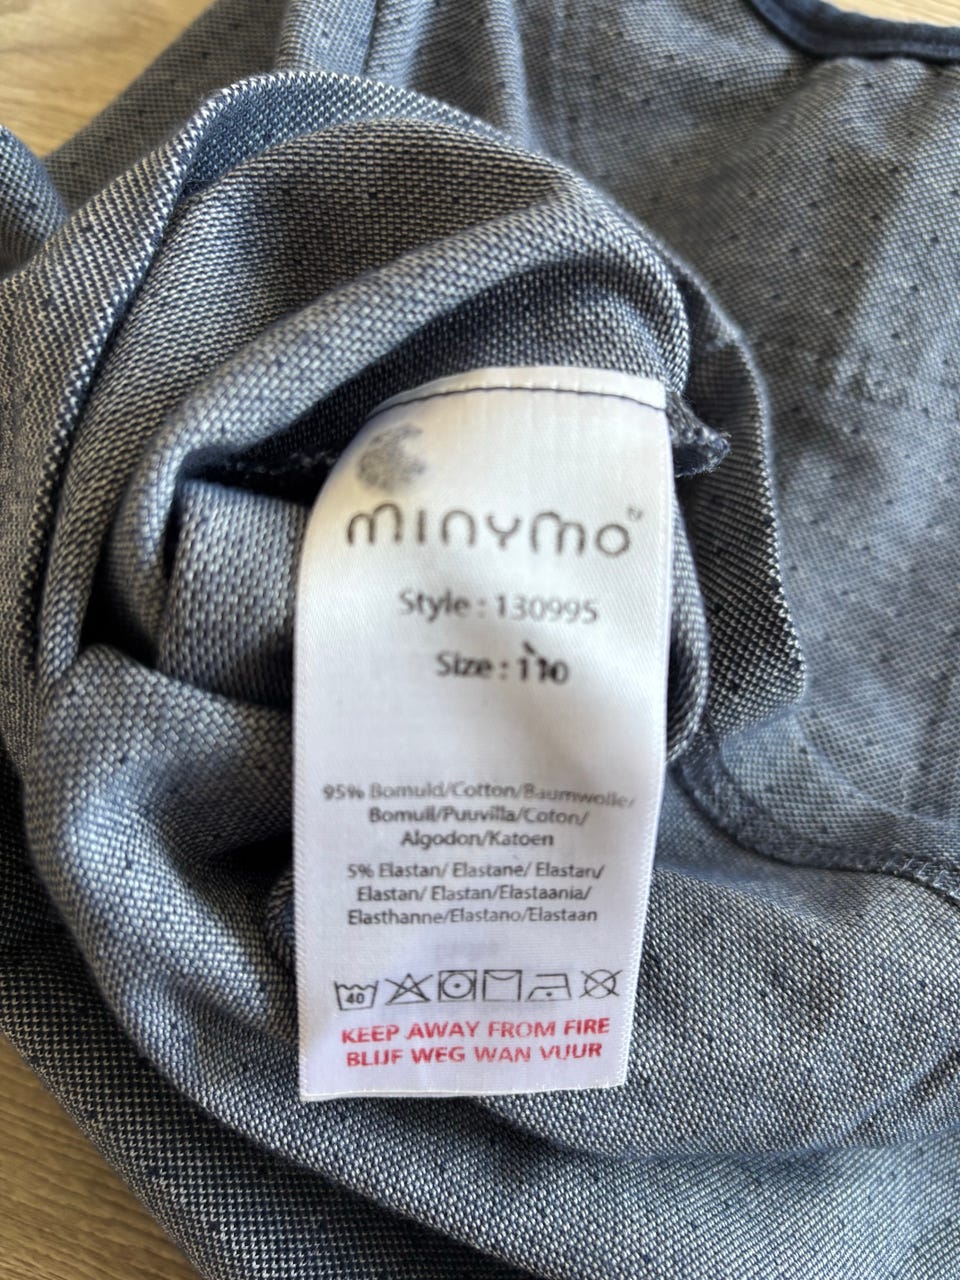 minymo
Style : 130995
Size : 110
95% Bomuld/Cotton/Baumwolle/
Bomull/Puuvilla/Coton/
Algodon/Katoen
5% Elastan/ Elastane/ Elastan/
Elastan/ Elastan/Elastaania/
Elasthanne/Elastano/Elastaan
40
KEEP AWAY FROM FIRE
BLIJF WEG WAN VUUR